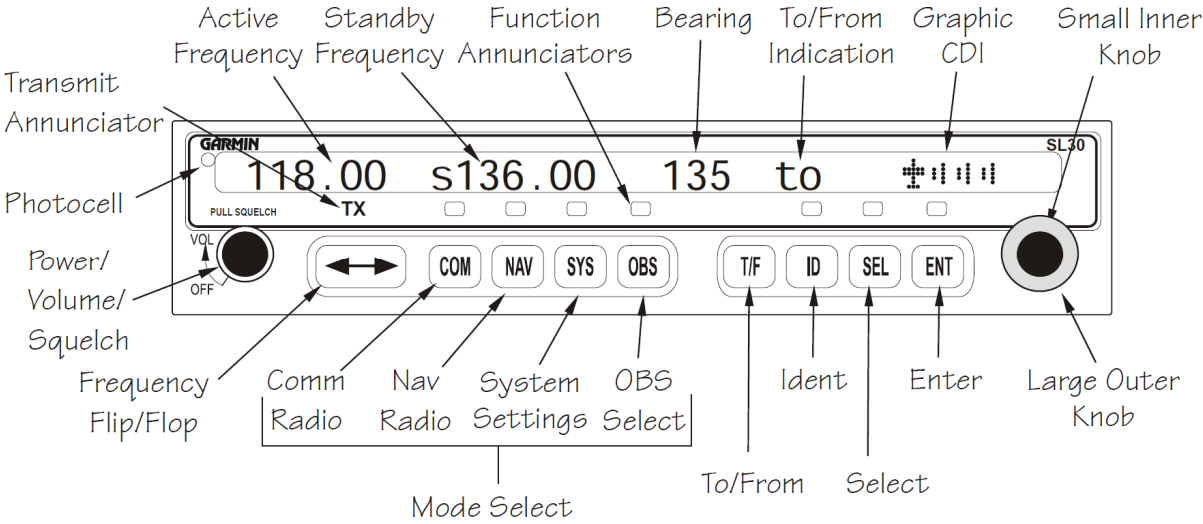 Active Standby Function Bearing To/From Graphic Small Inner
Frequency Frequency Annunciators Indication CDI Knob
Transmit
Annunciator
GARMIN SL30
118.00 s136.00 135 to
Photocell
PULL SQUELCH TX
VOL
OFF
COM NAV SYS OBS T/F ID SEL ENT
Power/
Volume/
Squelch
Frequency
Flip/Flop
Comm
Radio
Nav
Radio
System
Settings
OBS
Select
Ident
Enter
Large Outer
Knob
To/From
Select
Mode Select